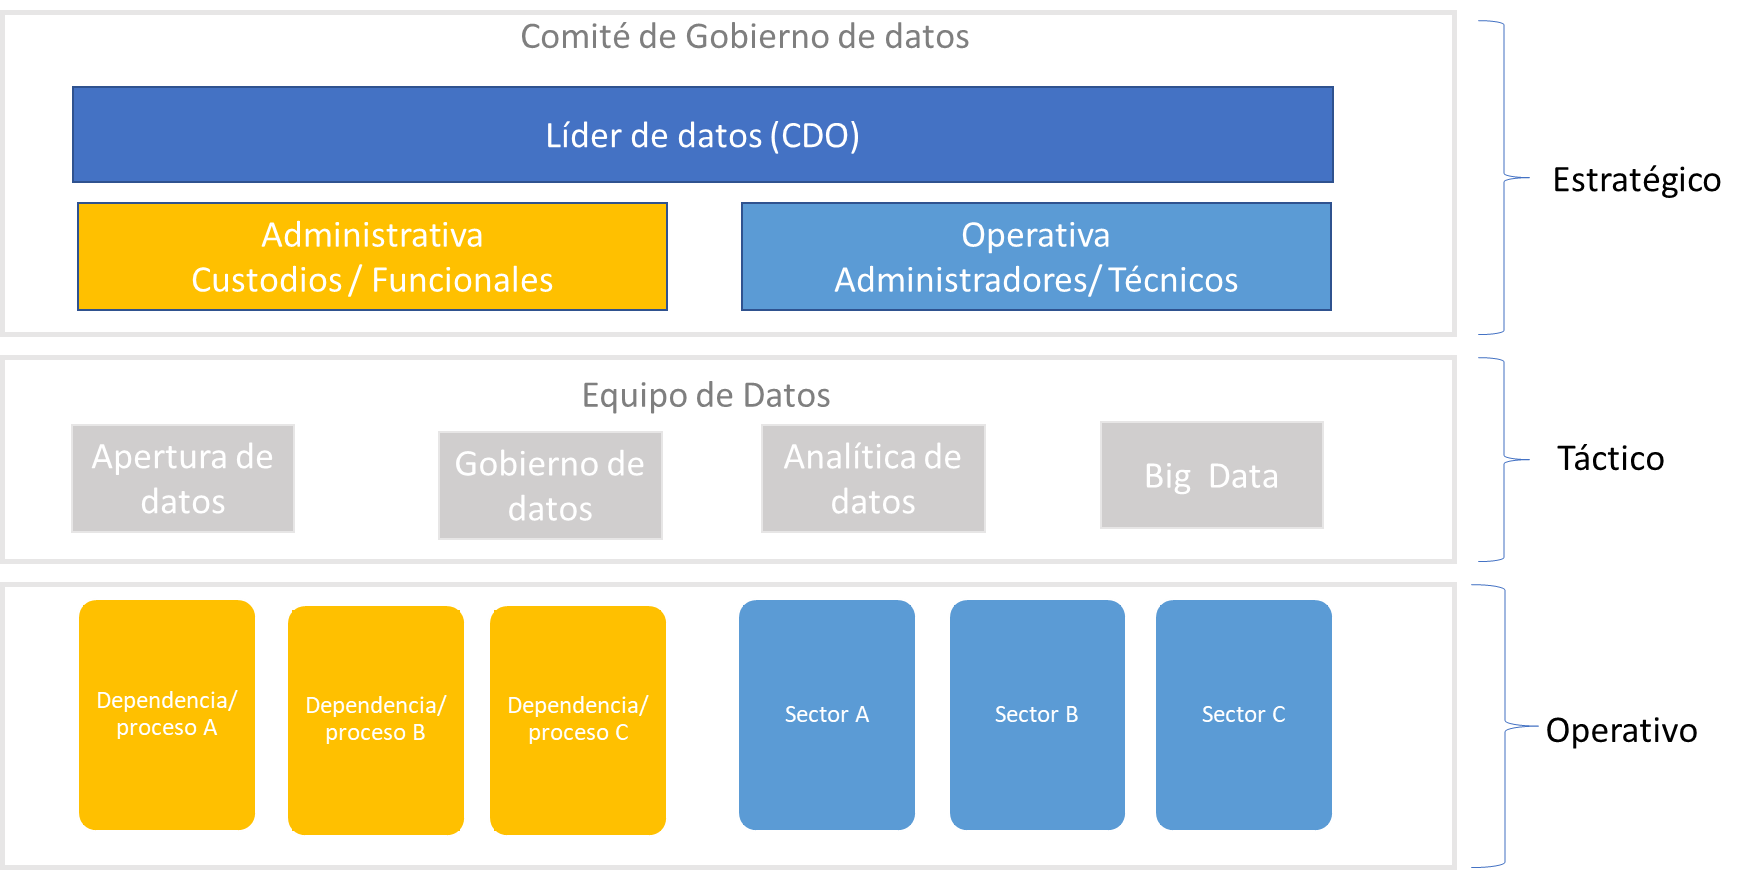 Comité de Gobierno de datos
Líder de datos (CDO)
Administrativa
Custodios / Funcionales
Operativa
Administradores/ Técnicos
Estratégico
Equipo de Datos
Apertura de
datos
Gobierno de
datos
Analítica de
datos
Big Data
Táctico
Dependencia/
proceso A
Dependencia/
proceso B
Dependencia/
proceso C
Sector A
Sector B
Sector C
Operativo